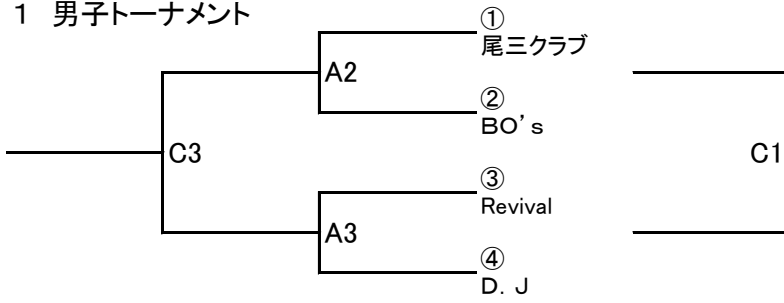 1 男子トーナメント
①
尾三クラブ
A2
②
BO's
C3
C1
③
Revival
A3
④
D. J